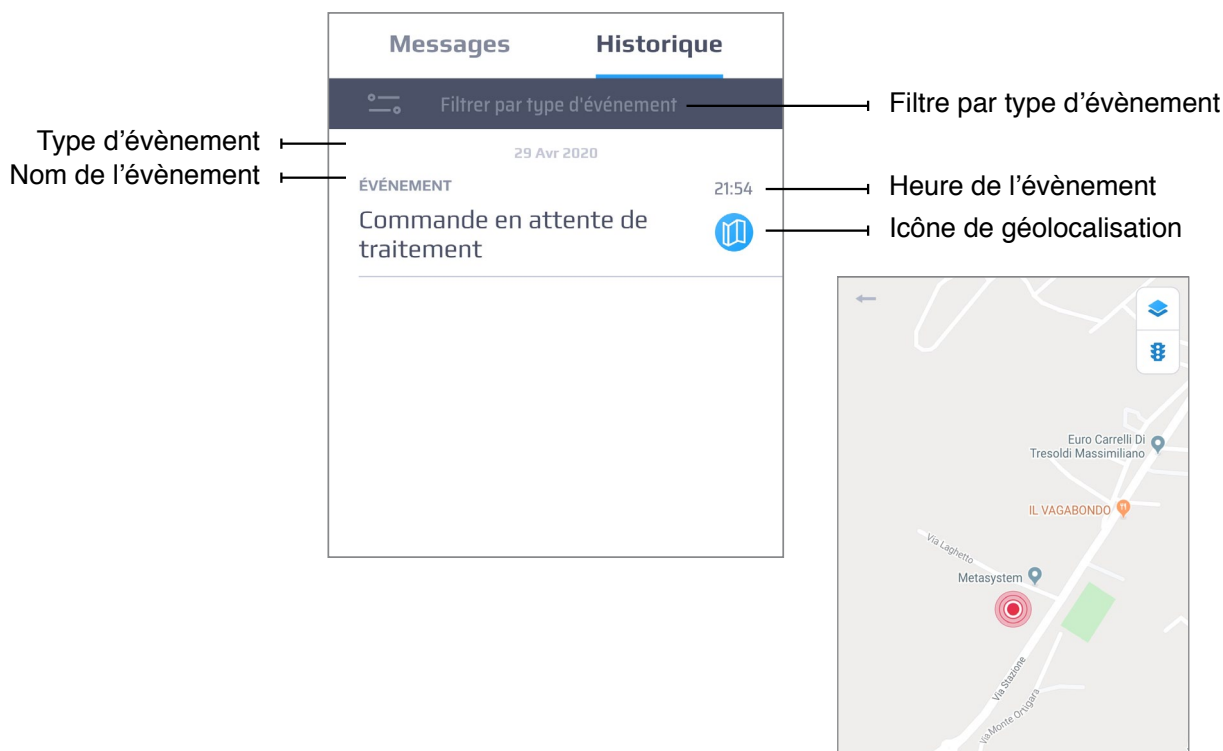 Messages
Historique
Filtrer par type d'événement
Filtre par type d’évènement
Type d’évènement
29 Avr 2020
Nom de l’évènement
ÉVÉNEMENT
21:54
Heure de l’évènement
Commande en attente de
traitement
Icône de géolocalisation
Euro Carrelli Di
Tresoldi Massimiliano
IL VAGABONDO
Via Laghetto
Metasystem
Via Stazione
Via Monte Ortigara